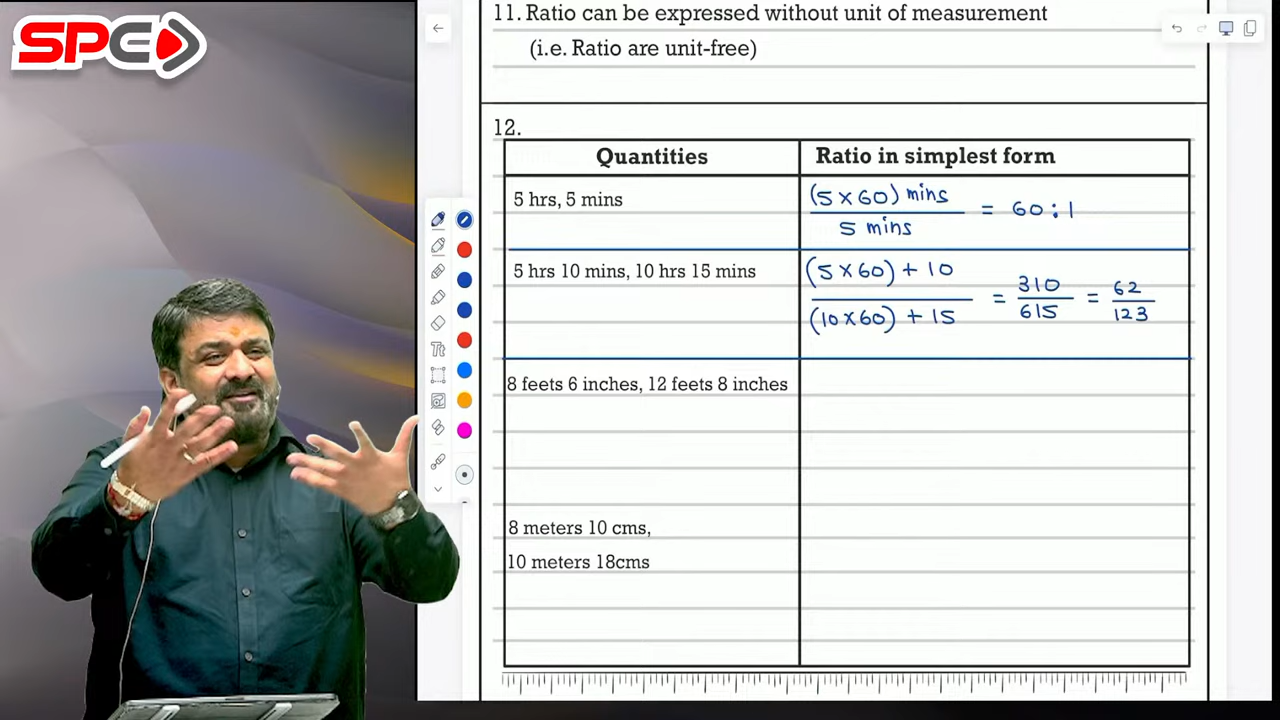 SPC
11. Ratio can be expressed without unit of measurement
(i.e. Ratio are unit-free)
12.
Quantities
Ratio in simplest form
5 hrs, 5 mins
(5 x 60) mins / 5 mins = 60 : 1
5 hrs 10 mins, 10 hrs 15 mins
(5 x 60) + 10 / (10 x 60) + 15 = 310 / 615 = 62 / 123
8 feets 6 inches, 12 feets 8 inches
8 meters 10 cms,
10 meters 18cms
Tt